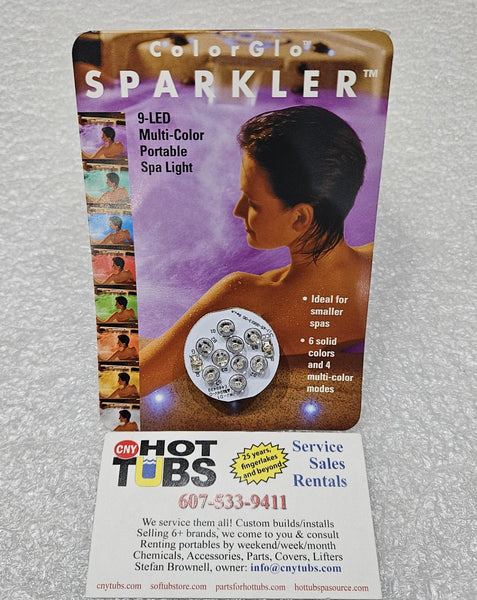 ColorGlo™
SPARKLER™
9-LED
Multi-Color
Portable
Spa Light
• Ideal for
smaller
spas
• 6 solid
colors
and 4
multi-color
modes
CNY HOT
TUBS
25 years,
fingerlakes
and beyond!
Service
Sales
Rentals
607-533-9411
We service them all! Custom builds/installs
Selling 6+ brands, we come to you & consult
Renting portables by weekend/week/month
Chemicals, Accessories, Parts, Covers, Lifters
Stefan Brownell, owner: info@cnytubs.com
cnytubs.com softubstore.com partsforhottubs.com hottubspasource.com